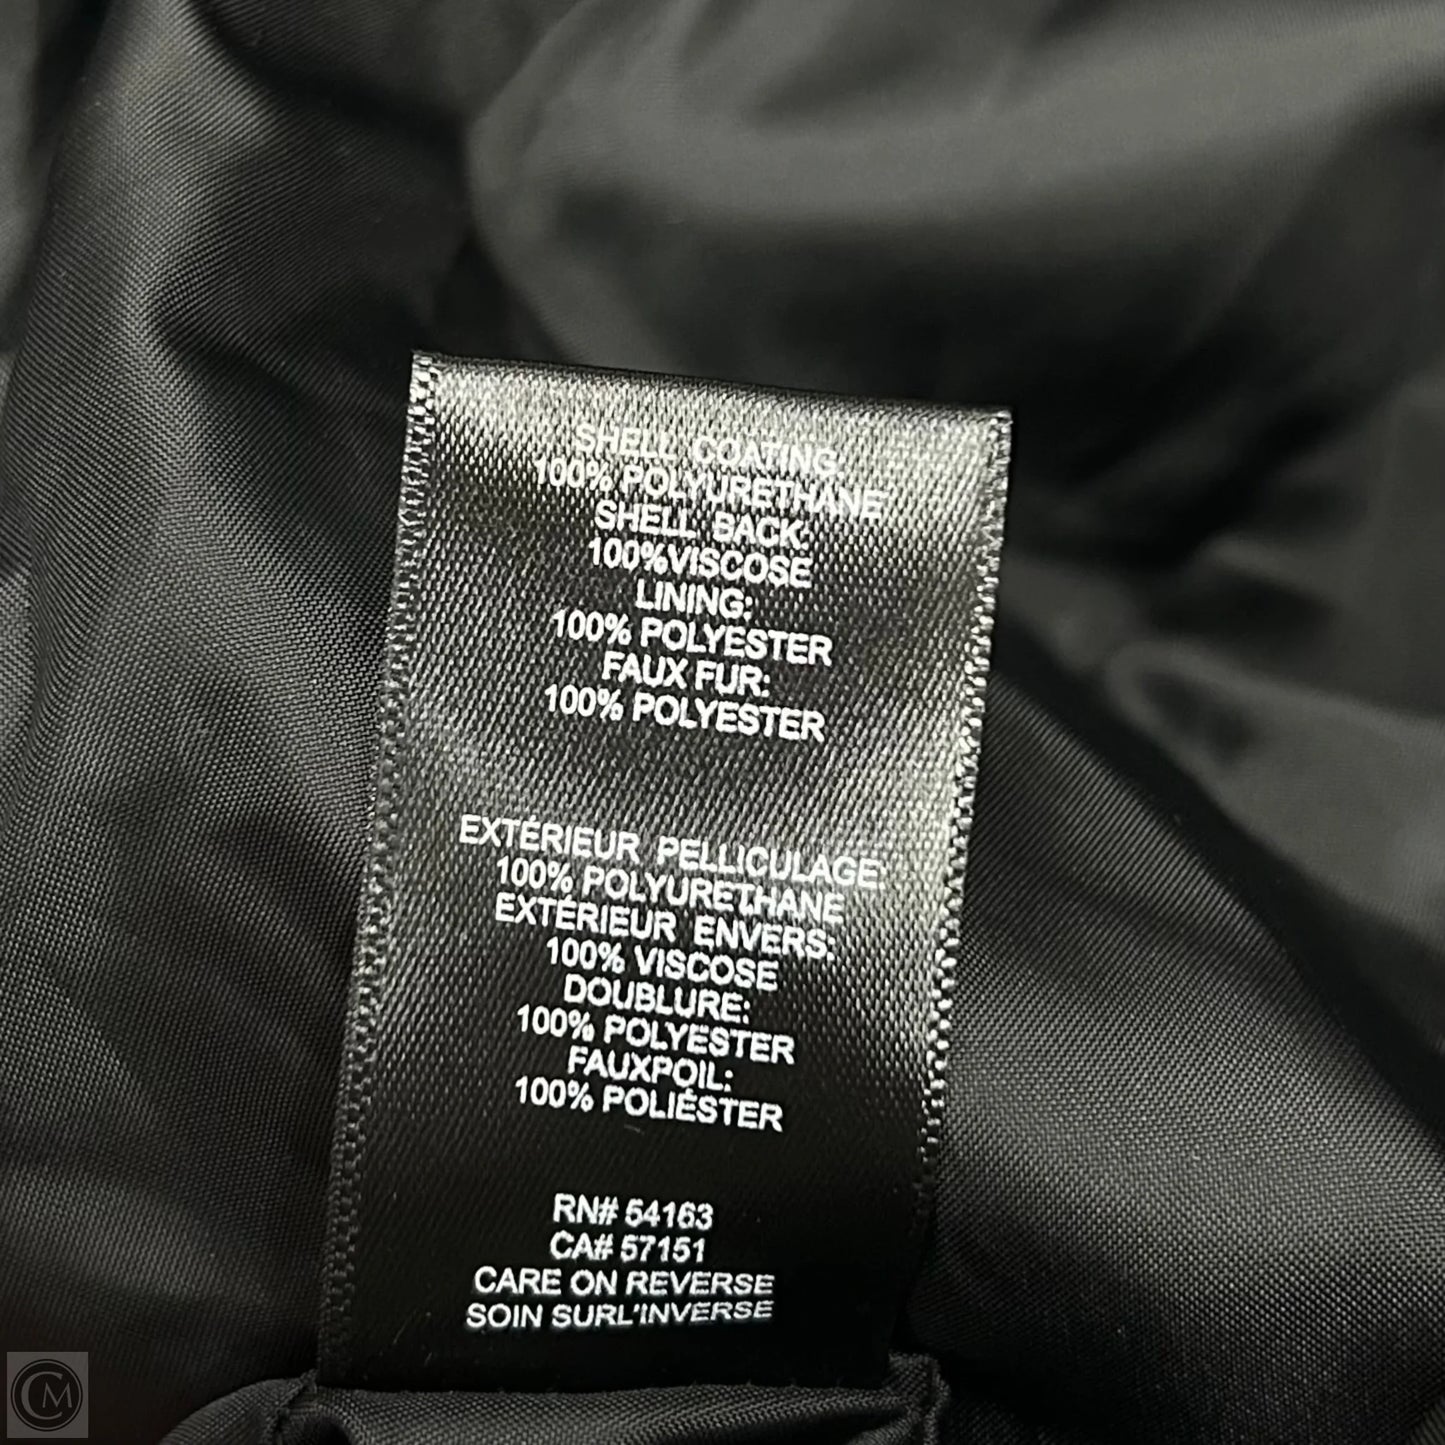 SHELL COATING:
100% POLYURETHANE
SHELL BACK:
100%VISCOSE
LINING:
100% POLYESTER
FAUX FUR:
100% POLYESTER
EXTÉRIEUR PELLICULAGE:
100% POLYURETHANE
EXTÉRIEUR ENVERS:
100% VISCOSE
DOUBLURE:
100% POLYESTER
FAUXPOIL:
100% POLIÉSTER
RN# 54163
CA# 57151
CARE ON REVERSE
SOIN SURL'INVERSE
CM